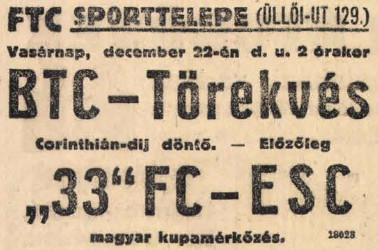 FTC SPORTTELEPE (ÜLLŐI-UT 129.)
Vasárnap, december 22-én d. u. 2 órakor
BTC–Törekvés
Corinthián-dij döntő. — Előzőleg
„33“ FC–ESC
magyar kupamérkőzés. 18028